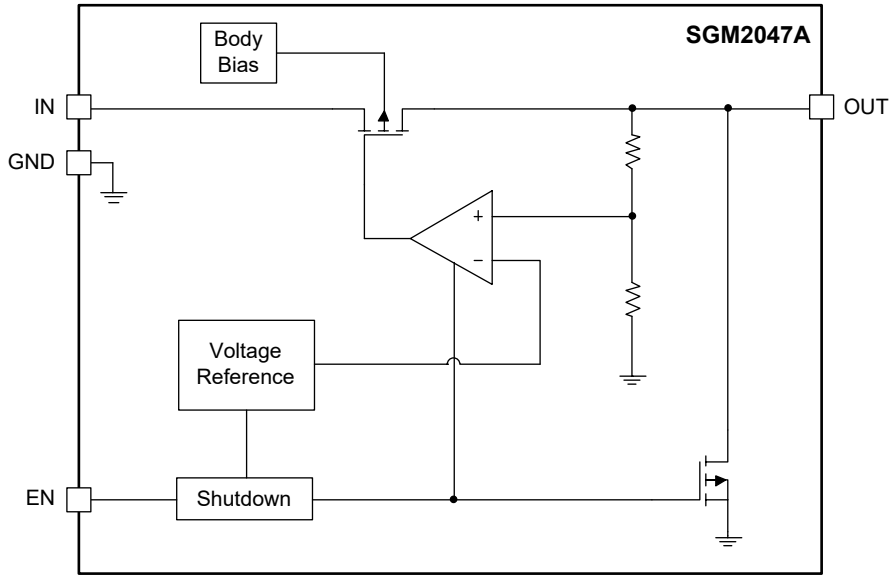 Body
Bias
SGM2047A
IN
OUT
GND
+
−
Voltage
Reference
EN
Shutdown